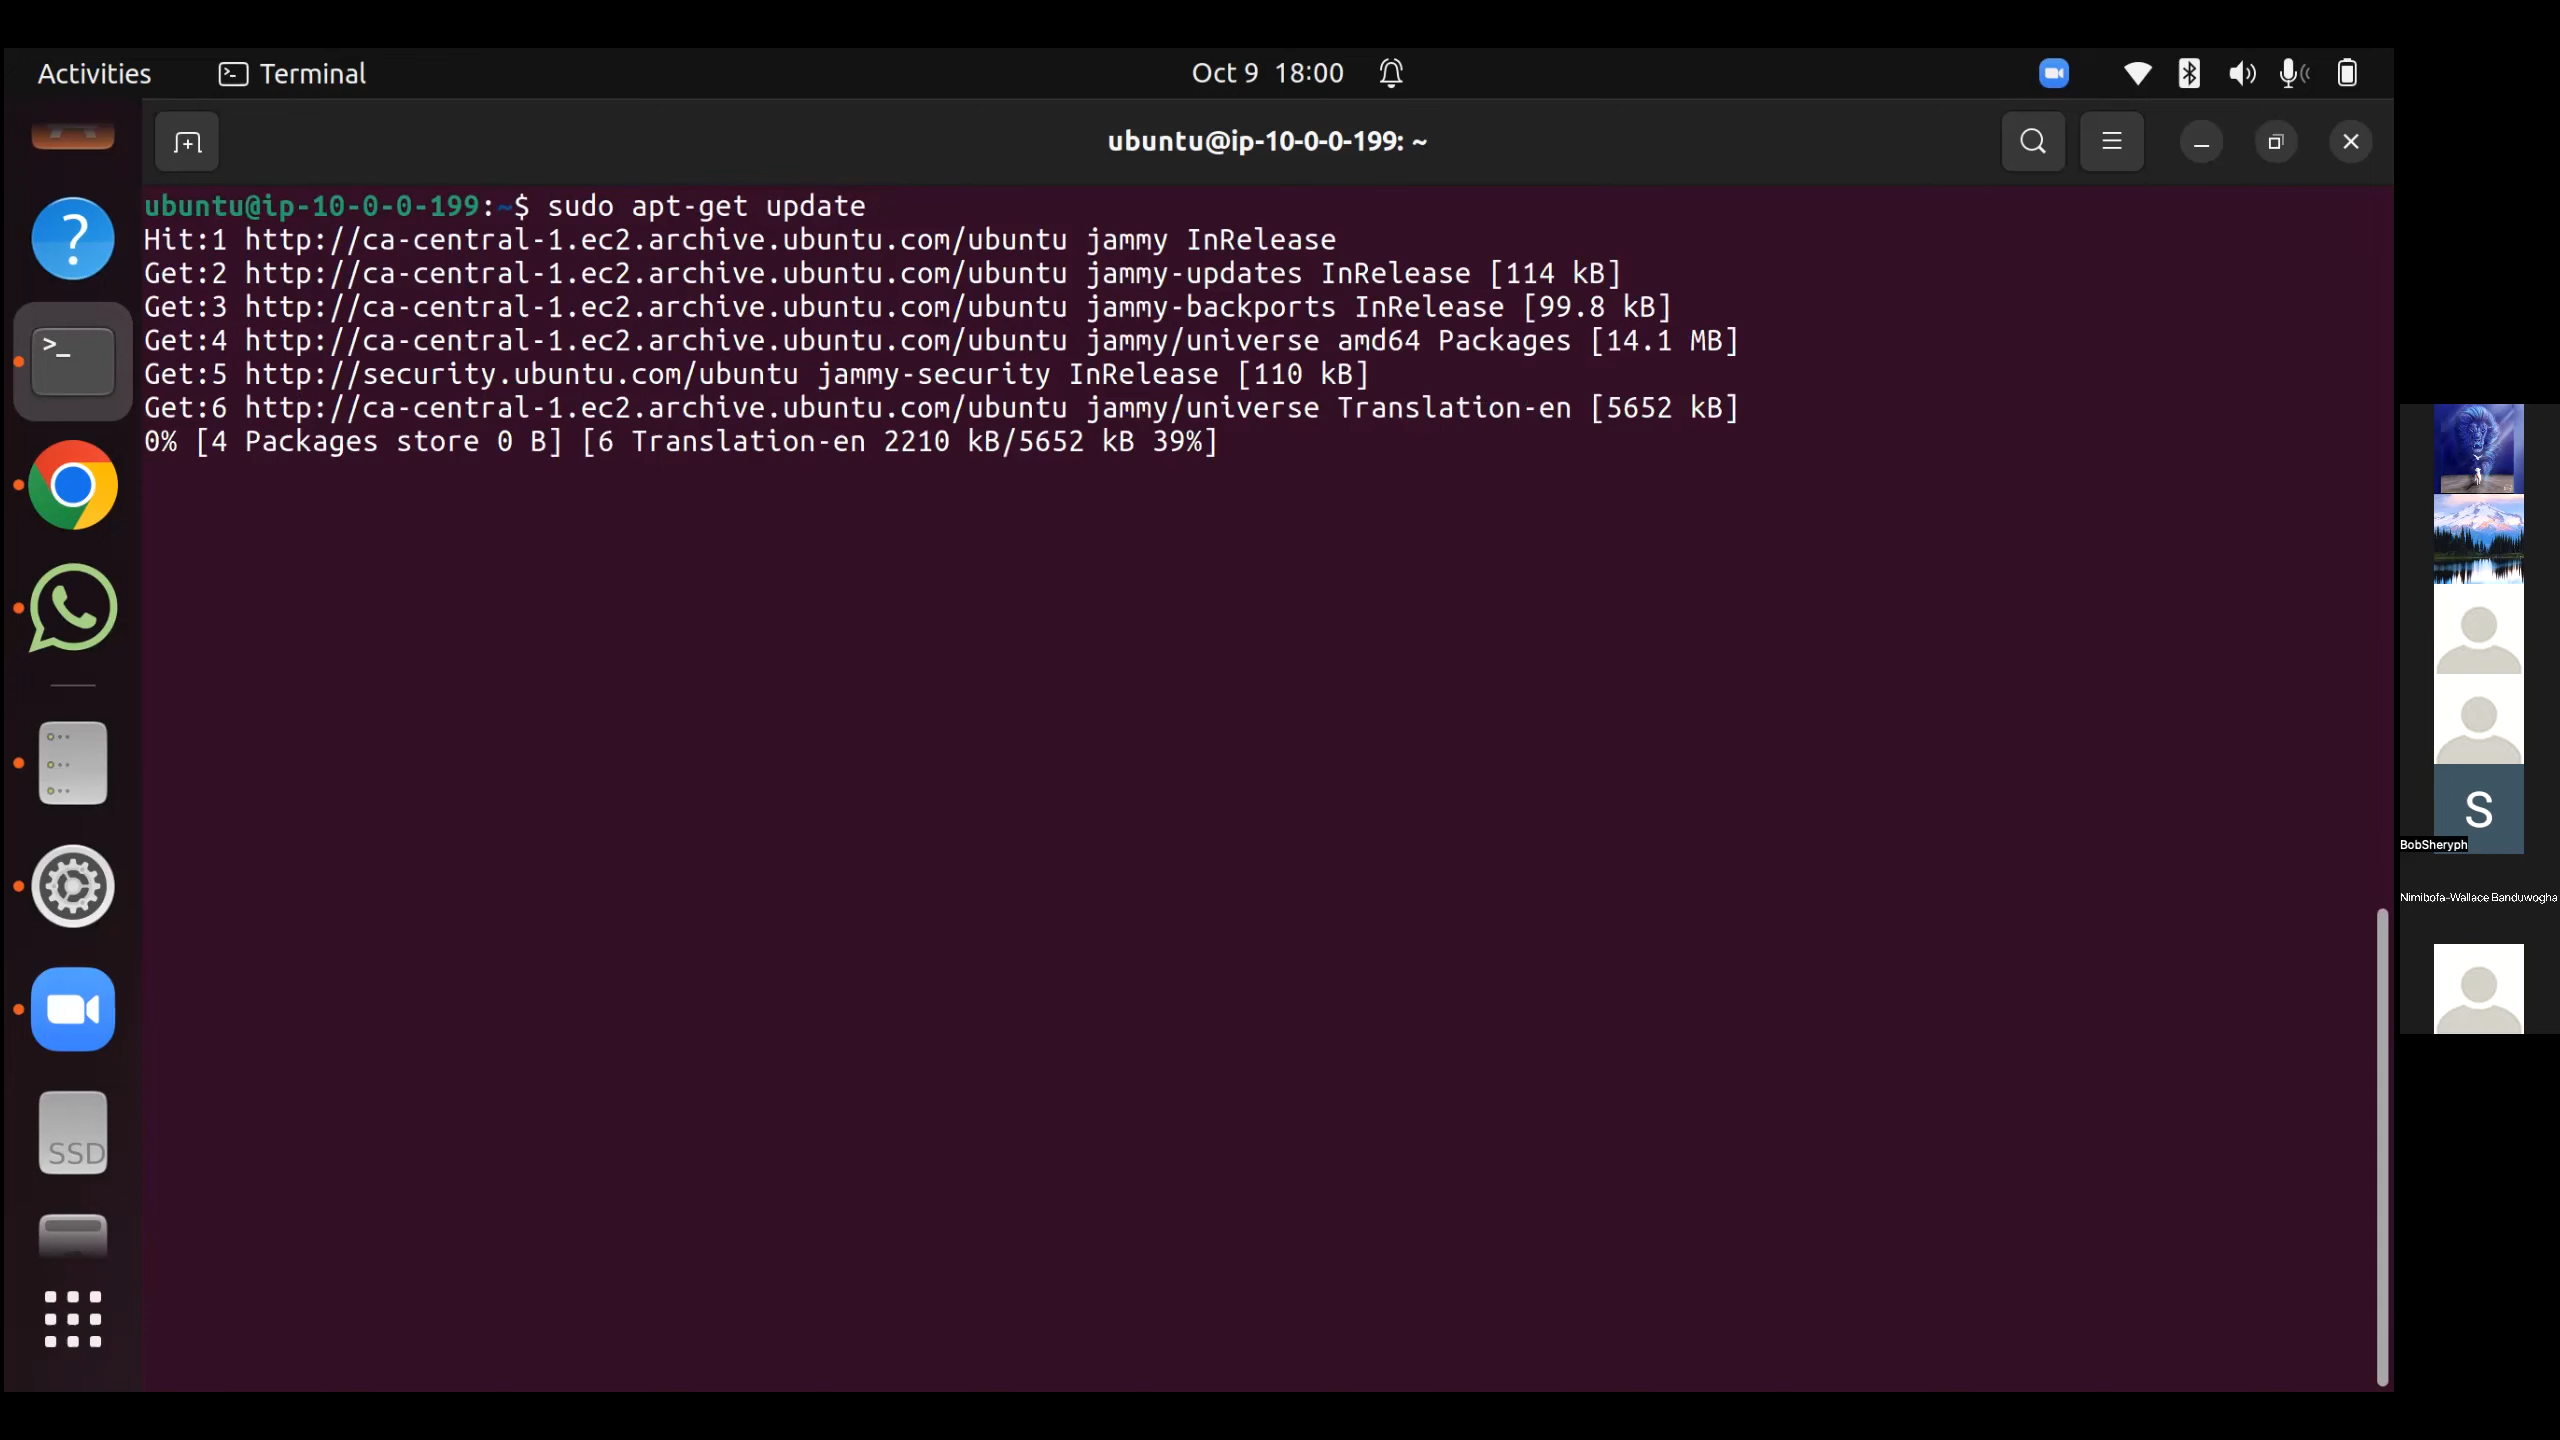 Activities
Terminal
Oct 9 18:00
ubuntu@ip-10-0-0-199: ~
ubuntu@ip-10-0-0-199:~$ sudo apt-get update
Hit:1 http://ca-central-1.ec2.archive.ubuntu.com/ubuntu jammy InRelease
Get:2 http://ca-central-1.ec2.archive.ubuntu.com/ubuntu jammy-updates InRelease [114 kB]
Get:3 http://ca-central-1.ec2.archive.ubuntu.com/ubuntu jammy-backports InRelease [99.8 kB]
Get:4 http://ca-central-1.ec2.archive.ubuntu.com/ubuntu jammy/universe amd64 Packages [14.1 MB]
Get:5 http://security.ubuntu.com/ubuntu jammy-security InRelease [110 kB]
Get:6 http://ca-central-1.ec2.archive.ubuntu.com/ubuntu jammy/universe Translation-en [5652 kB]
0% [4 Packages store 0 B] [6 Translation-en 2210 kB/5652 kB 39%]
SSD
S
BobSheryph
Nimibofa-Wallace Banduwogha